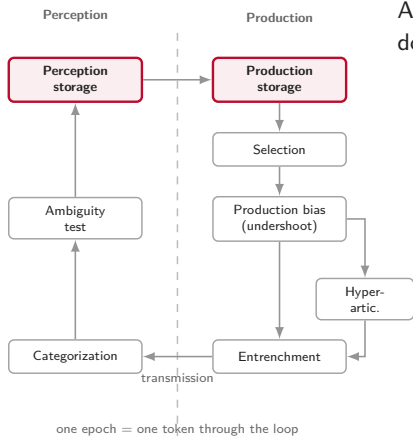 Perception
Production
A
do
Perception
storage
Production
storage
Selection
Ambiguity
test
Production bias
(undershoot)
Hyper-
artic.
Categorization
Entrenchment
transmission
one epoch = one token through the loop